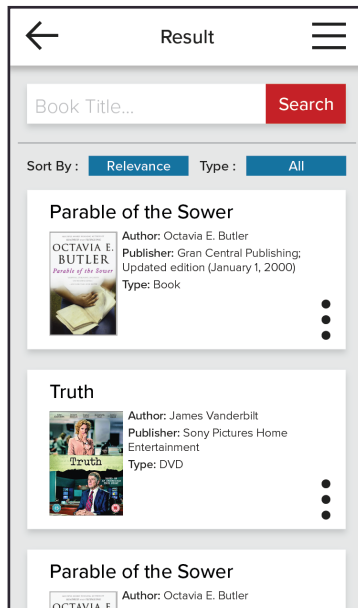 Result
Book Title...
Search
Sort By :
Relevance
Type :
All
Parable of the Sower
OCTAVIA E.
BUTLER
Parable of the Sower
Author: Octavia E. Butler
Publisher: Gran Central Publishing;
Updated edition (January 1, 2000)
Type: Book
Truth
Truth
Author: James Vanderbilt
Publisher: Sony Pictures Home
Entertainment
Type: DVD
Parable of the Sower
OCTAVIA E.
Author: Octavia E. Butler